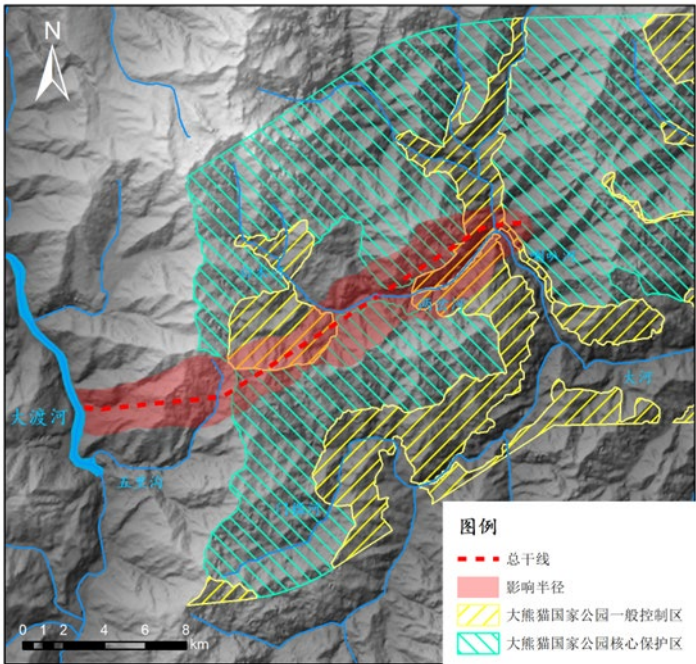 N
大渡河
五里沟
大河
图例
总干线
影响半径
大熊猫国家公园一般控制区
大熊猫国家公园核心保护区
0 1 2 4 6 8
km